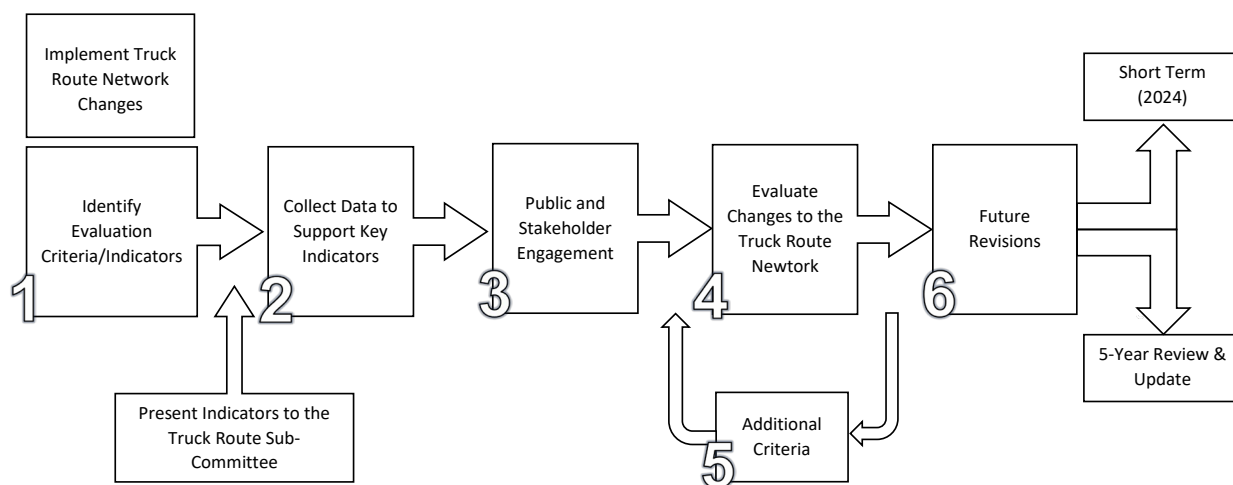 Implement Truck
Route Network
Changes
Short Term
(2024)
Identify
Evaluation
Criteria/Indicators
1
Collect Data to
Support Key
Indicators
2
Public and
Stakeholder
Engagement
3
Evaluate
Changes to the
Truck Route
Newtork
4
Future
Revisions
6
5-Year Review &
Update
Present Indicators to the
Truck Route Sub-
Committee
Additional
Criteria
5